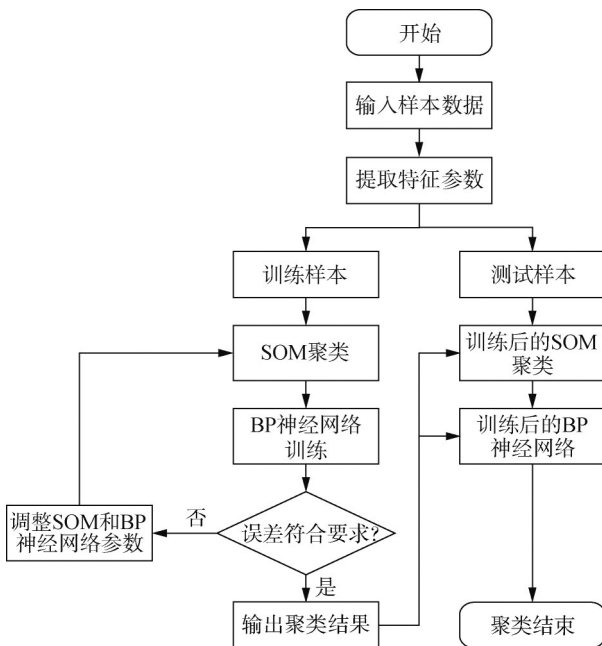 开始
输入样本数据
提取特征参数
训练样本
测试样本
SOM聚类
训练后的SOM
聚类
BP神经网络
训练
训练后的BP
神经网络
调整SOM和BP
神经网络参数
否
误差符合要求?
是
输出聚类结果
聚类结束